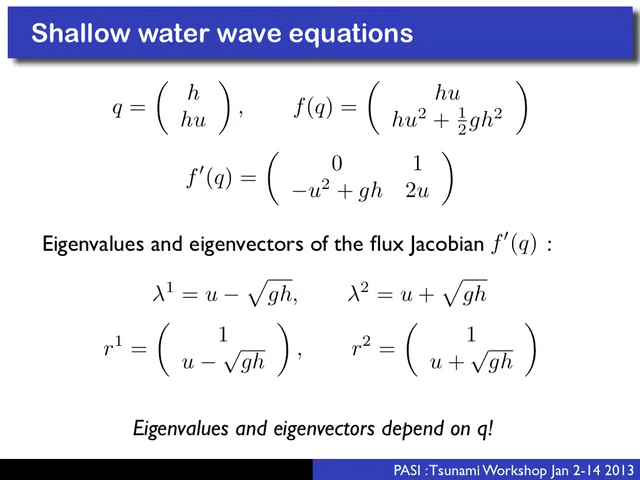 Shallow water wave equations
q = ( h ; hu ), f(q) = ( hu ; hu² + ½gh² )
f′(q) = ( 0 1 ; −u² + gh 2u )
Eigenvalues and eigenvectors of the flux Jacobian f′(q) :
λ¹ = u − √gh, λ² = u + √gh
r¹ = ( 1 ; u − √gh ), r² = ( 1 ; u + √gh )
Eigenvalues and eigenvectors depend on q!
PASI : Tsunami Workshop Jan 2-14 2013